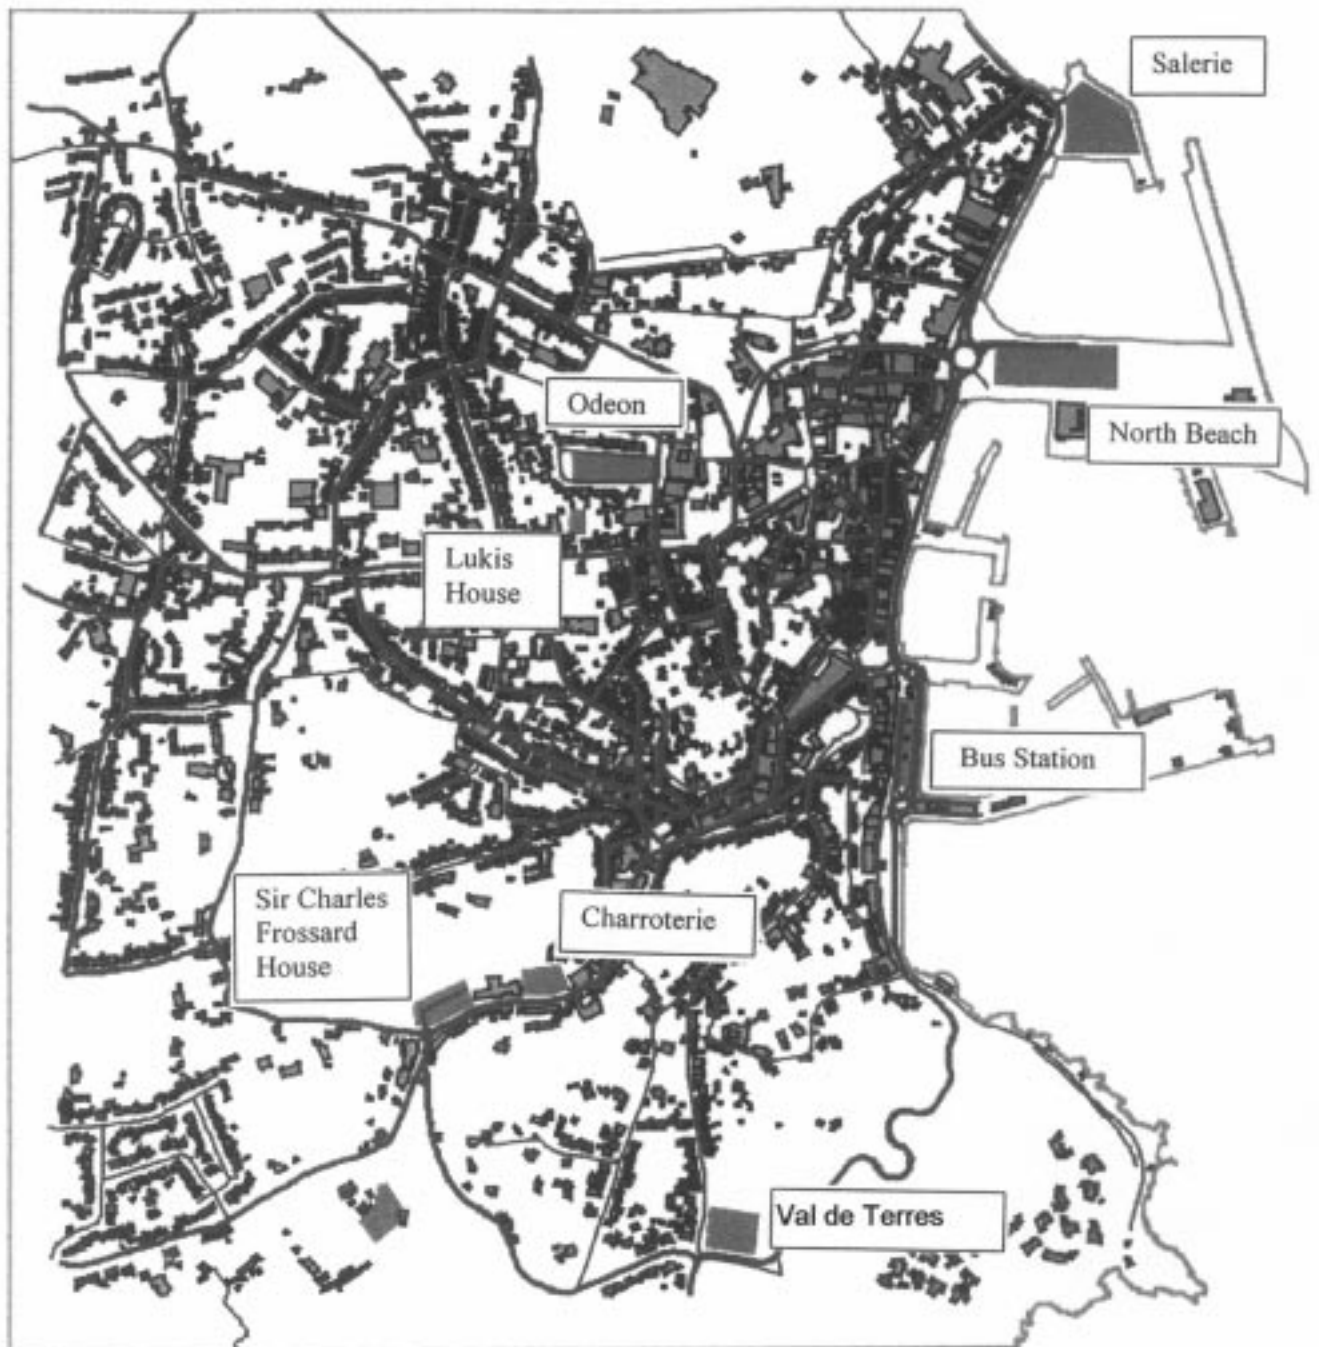 Salerie
Odeon
North Beach
Lukis
House
Bus Station
Sir Charles
Frossard
House
Charroterie
Val de Terres